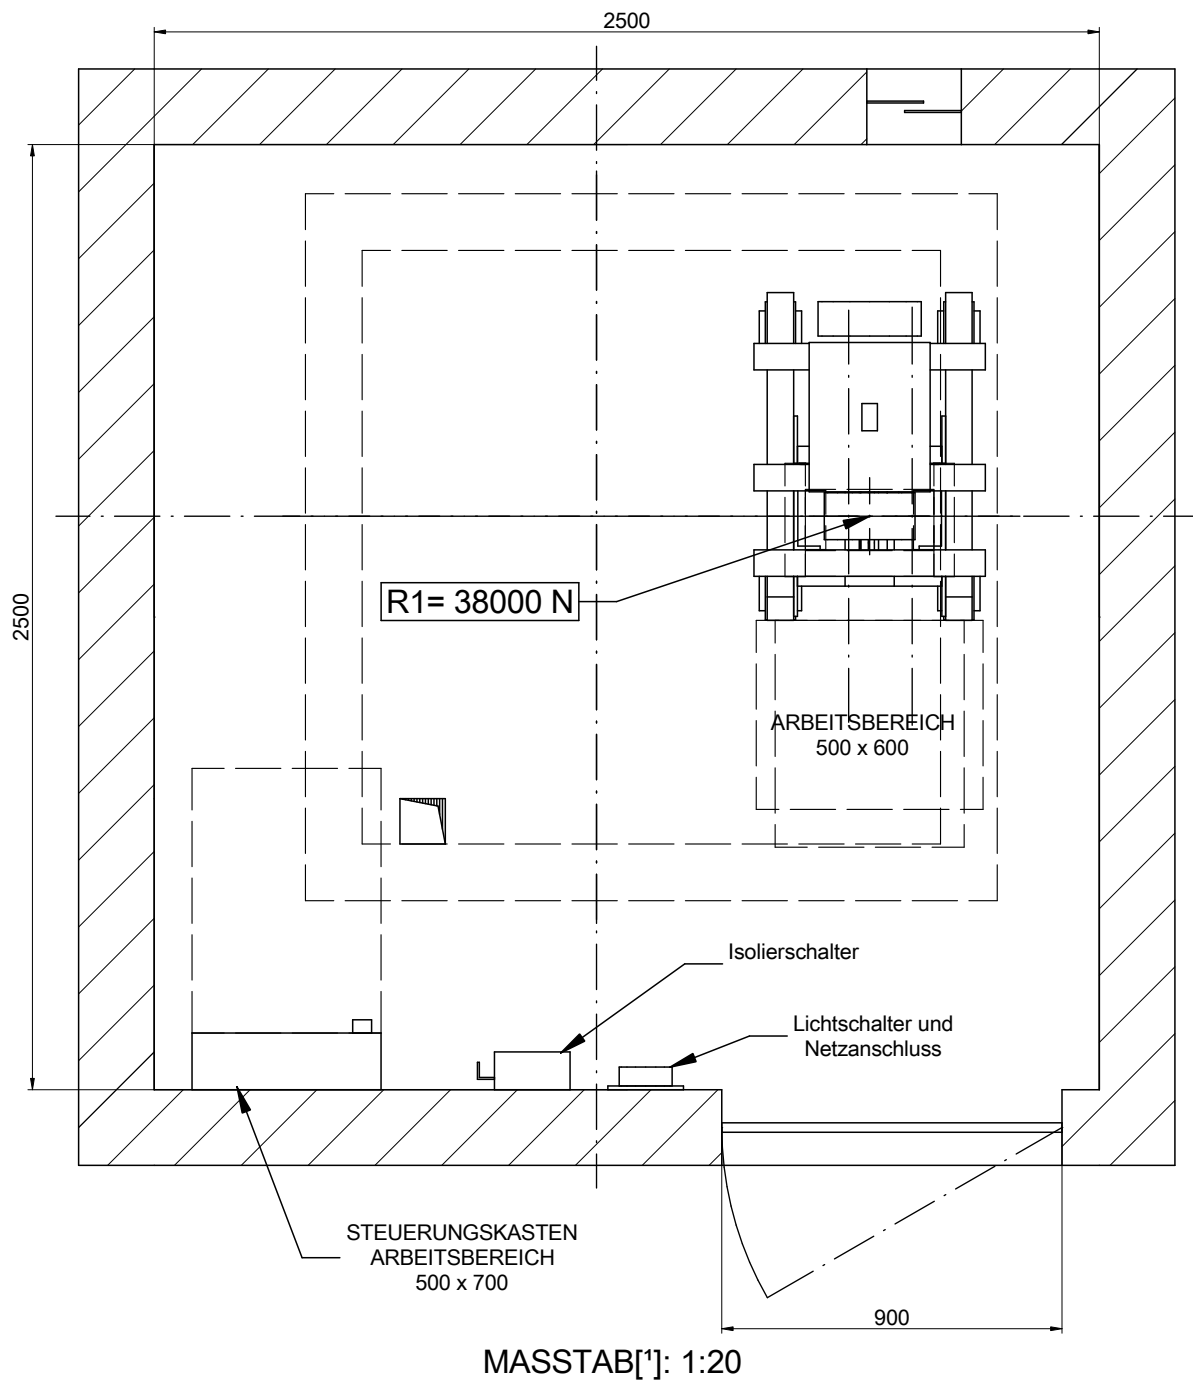 2500
2500
R1= 38000 N
ARBEITSBEREICH
500 x 600
Isolierschalter
Lichtschalter und
Netzanschluss
STEUERUNGSKASTEN
ARBEITSBEREICH
500 x 700
900
MASSTAB[¹]: 1:20